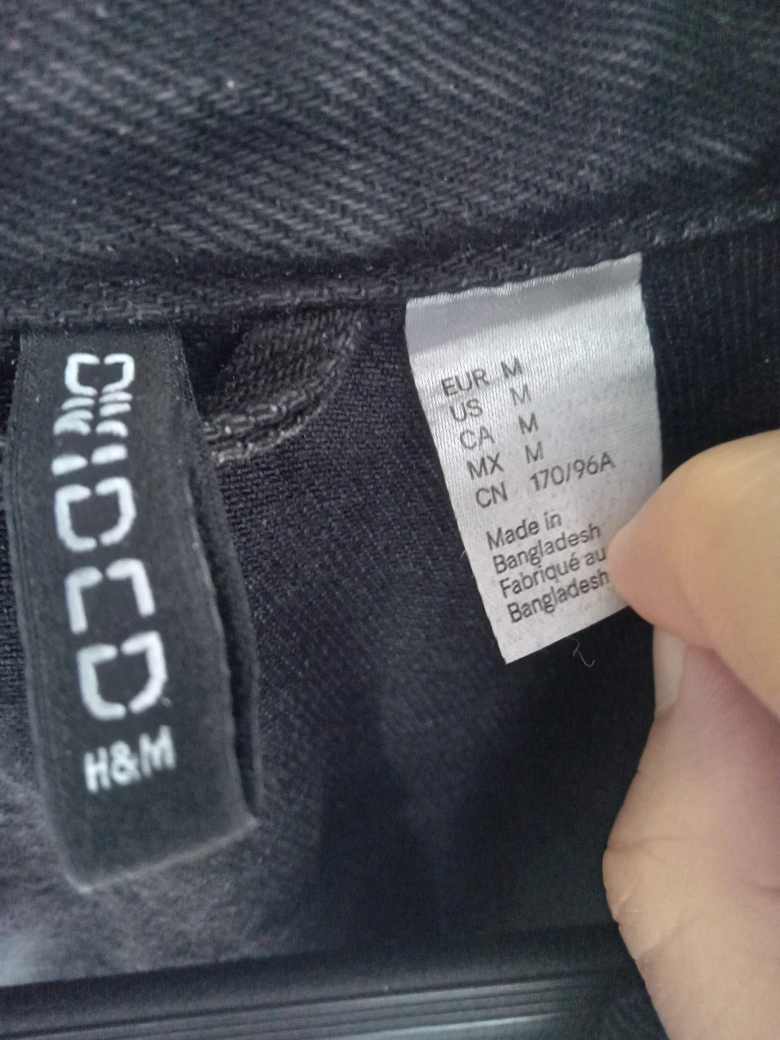 DIVIDED
H&M
EUR M
US M
CA M
MX M
CN 170/96A
Made in
Bangladesh
Fabriqué au
Bangladesh